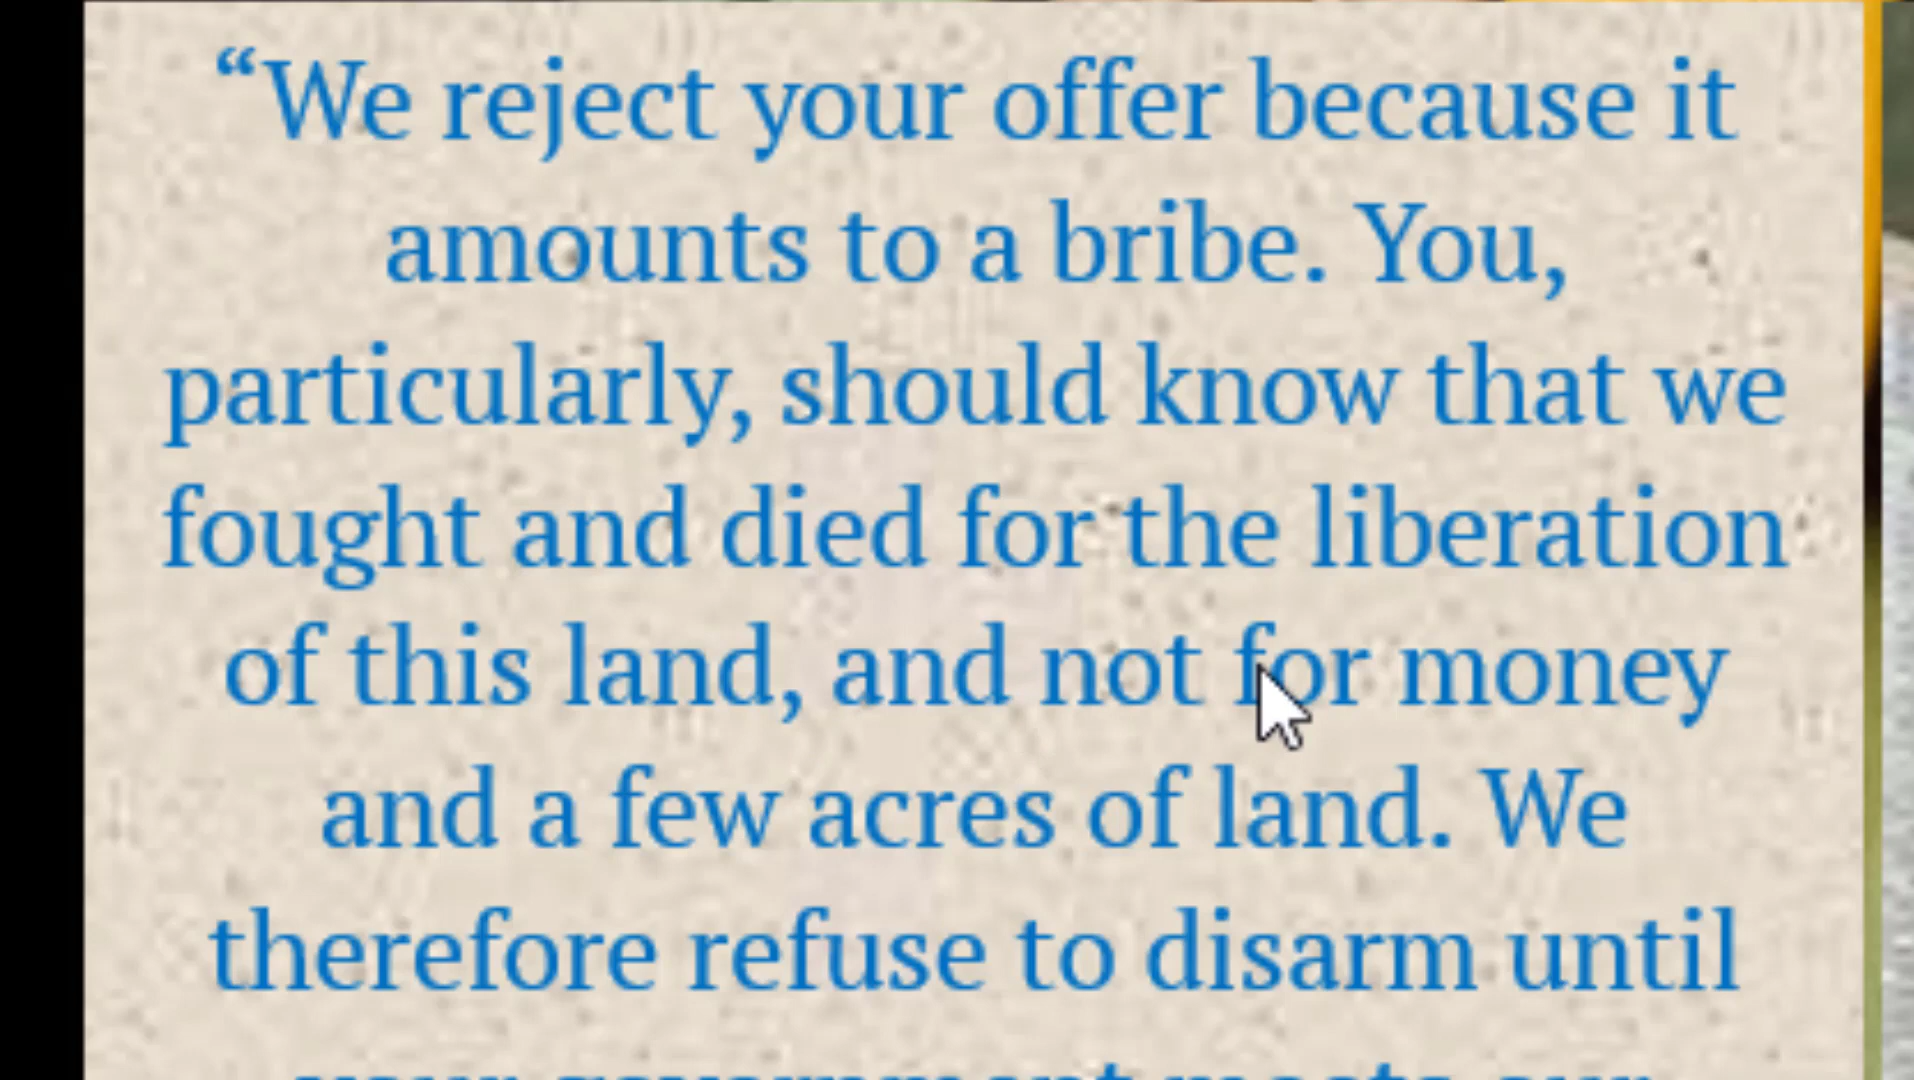 “We reject your offer because it
amounts to a bribe. You,
particularly, should know that we
fought and died for the liberation
of this land, and not for money
and a few acres of land. We
therefore refuse to disarm until